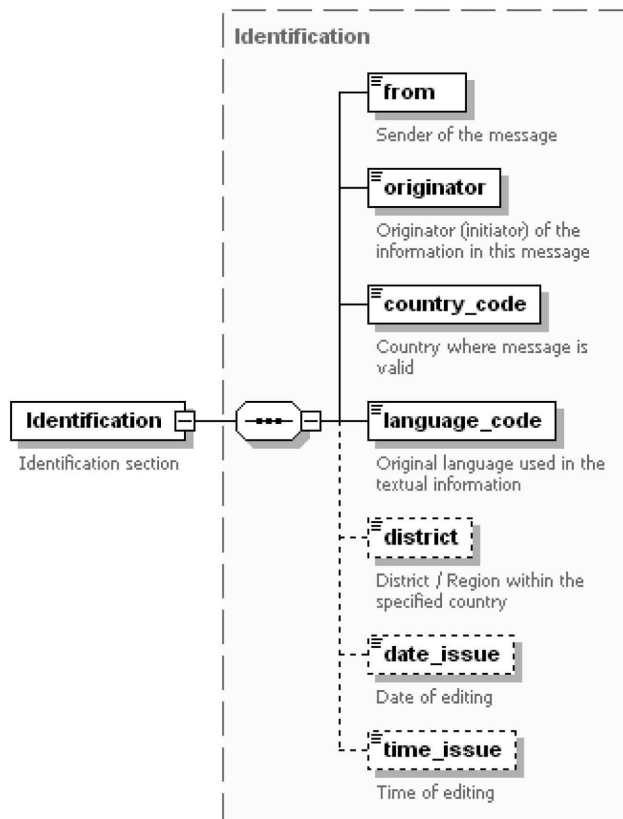 Identification
from
Sender of the message
originator
Originator (initiator) of the
information in this message
country_code
Country where message is
valid
Identification
Identification section
language_code
Original language used in the
textual information
district
District / Region within the
specified country
date_issue
Date of editing
time_issue
Time of editing